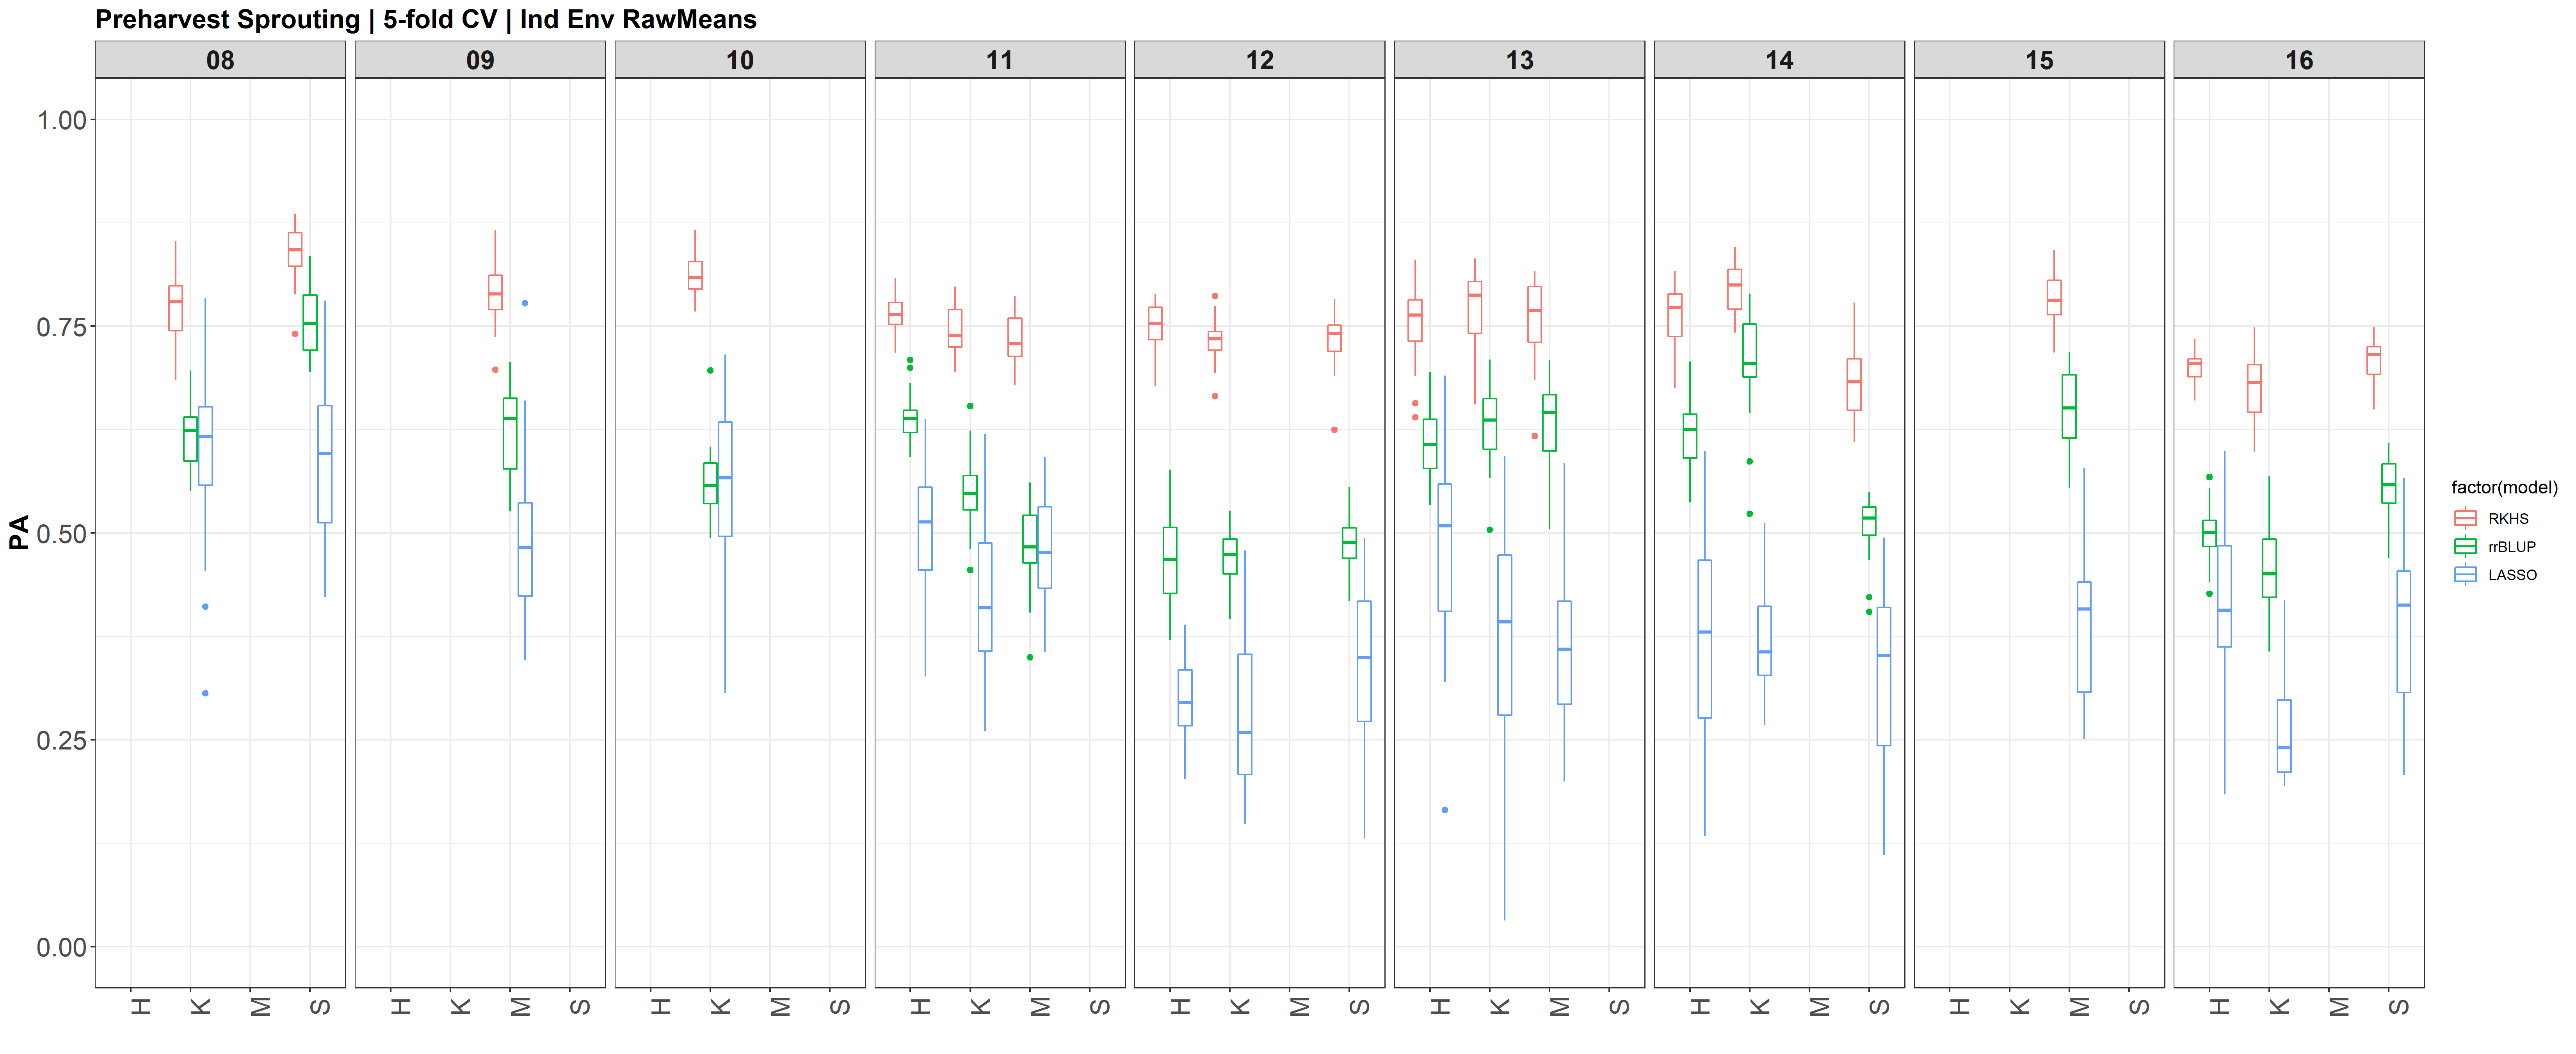 Preharvest Sprouting | 5-fold CV | Ind Env RawMeans
08 09 10 11 12 13 14 15 16
PA
1.00
0.75
0.50
0.25
0.00
H K M S H K M S H K M S H K M S H K M S H K M S H K M S H K M S H K M S
factor(model)
RKHS
rrBLUP
LASSO